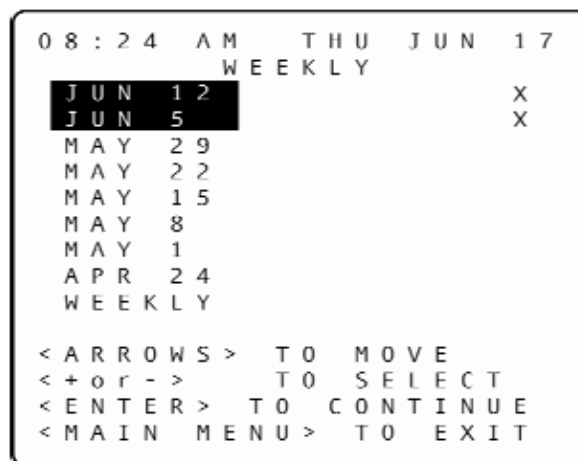 08:24 AM THU JUN 17
WEEKLY
JUN 12 X
JUN 5 X
MAY 29
MAY 22
MAY 15
MAY 8
MAY 1
APR 24
WEEKLY
<ARROWS> TO MOVE
<+or-> TO SELECT
<ENTER> TO CONTINUE
<MAIN MENU> TO EXIT